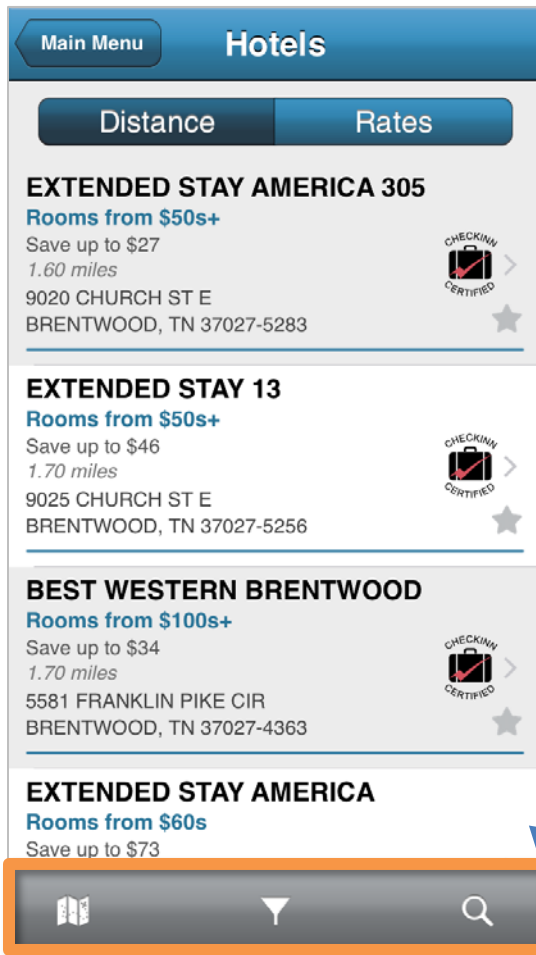 Main Menu
Hotels
Distance
Rates
EXTENDED STAY AMERICA 305
Rooms from $50s+
Save up to $27
1.60 miles
9020 CHURCH ST E
BRENTWOOD, TN 37027-5283
CHECKINN
CERTIFIED
EXTENDED STAY 13
Rooms from $50s+
Save up to $46
1.70 miles
9025 CHURCH ST E
BRENTWOOD, TN 37027-5256
CHECKINN
CERTIFIED
BEST WESTERN BRENTWOOD
Rooms from $100s+
Save up to $34
1.70 miles
5581 FRANKLIN PIKE CIR
BRENTWOOD, TN 37027-4363
CHECKINN
CERTIFIED
EXTENDED STAY AMERICA
Rooms from $60s
Save up to $73